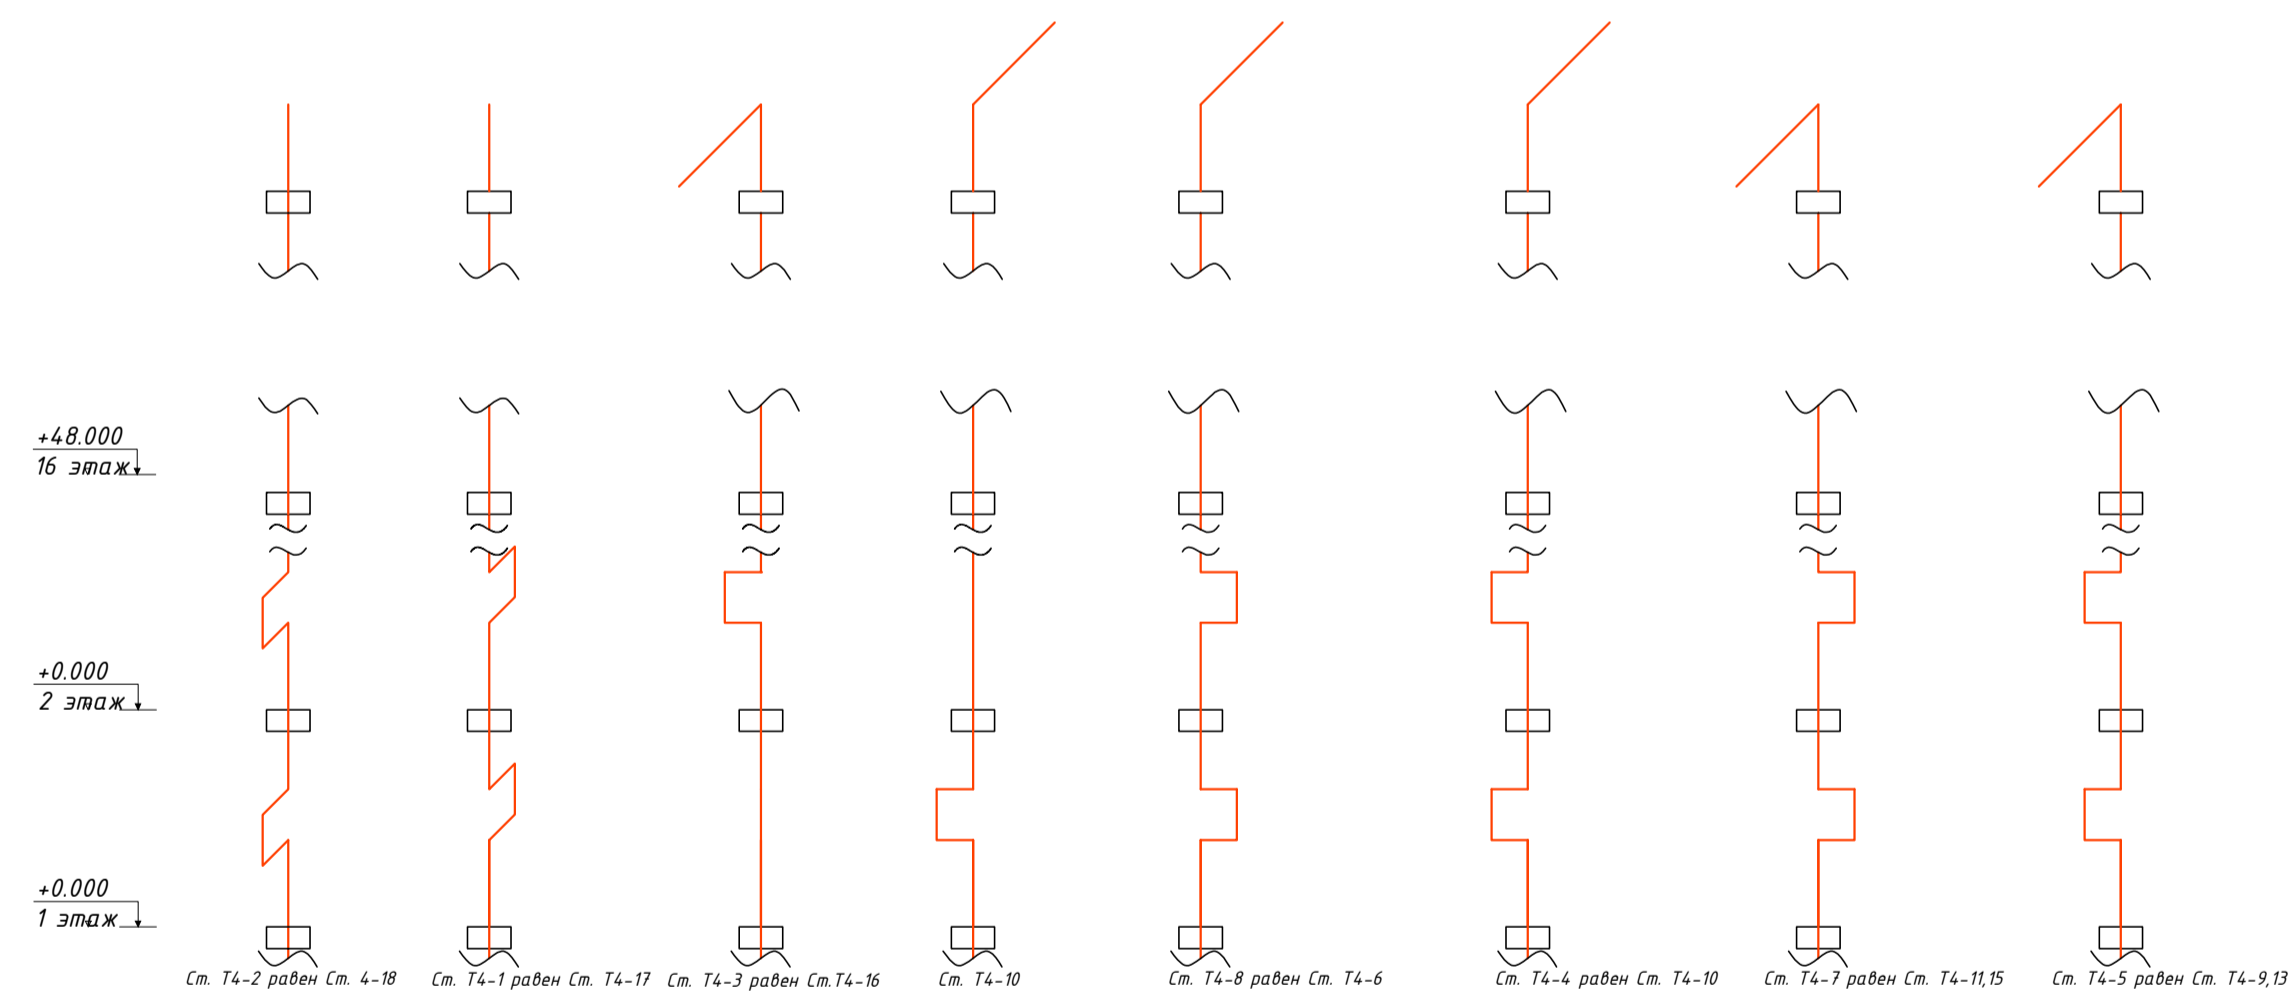 +48.000
16 этаж
+0.000
2 этаж
+0.000
1 этаж
Ст. Т4-2 равен Ст. 4-18
Ст. Т4-1 равен Ст. Т4-17
Ст. Т4-3 равен Ст.Т4-16
Ст. Т4-10
Ст. Т4-8 равен Ст. Т4-6
Ст. Т4-4 равен Ст. Т4-10
Ст. Т4-7 равен Ст. Т4-11,15
Ст. Т4-5 равен Ст. Т4-9,13